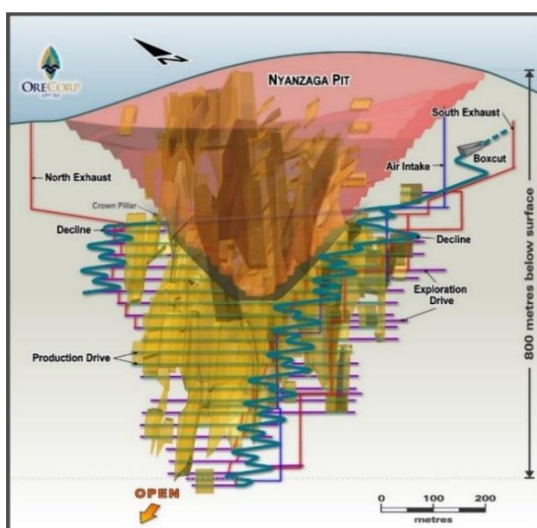 NYANZAGA PIT
ORECORP
South Exhaust
Boxcut
Air Intake
North Exhaust
Crown Pillar
Decline
Decline
Exploration
Drive
Production Drive
800 metres below surface
OPEN
0 100 200
metres